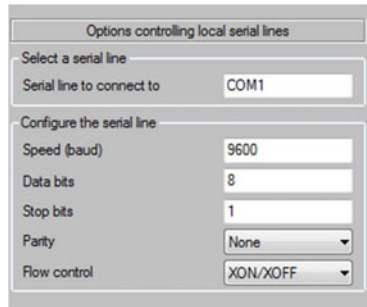 Options controlling local serial lines
Select a serial line
Serial line to connect to COM1
Configure the serial line
Speed (baud) 9600
Data bits 8
Stop bits 1
Parity None
Flow control XON/XOFF